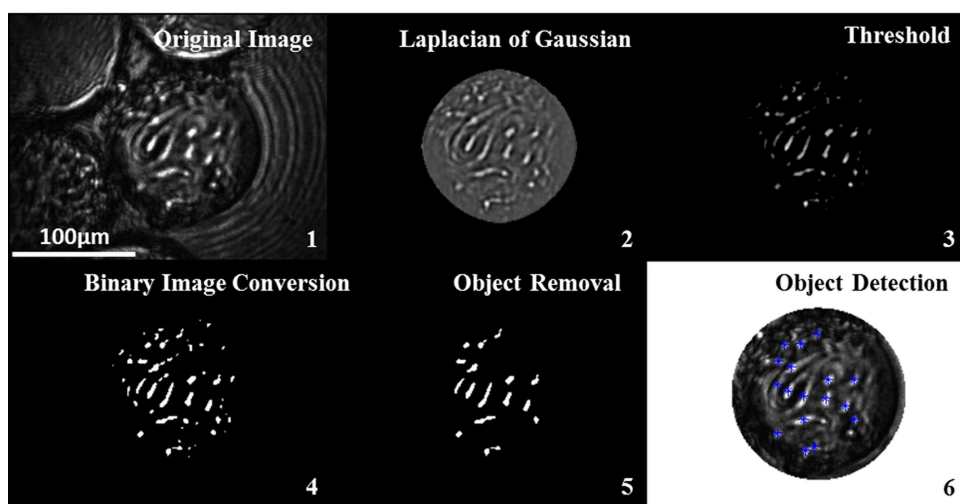 Original Image
Laplacian of Gaussian
Threshold
100μm
1
2
3
Binary Image Conversion
Object Removal
Object Detection
4
5
6